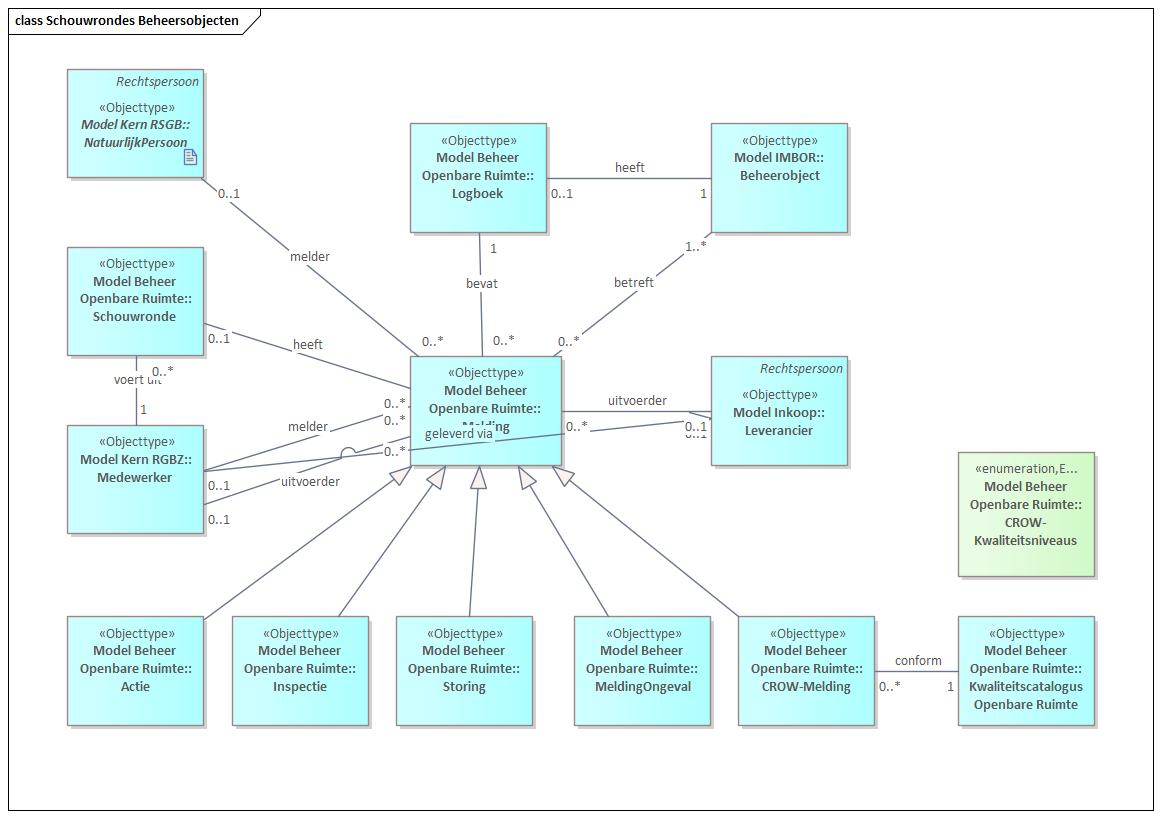 class Schouwrondes Beheersobjecten
Rechtspersoon
«Objecttype»
Model Kern RSGB::
NatuurlijkPersoon
0..1
melder
0..*
«Objecttype»
Model Beheer
Openbare Ruimte::
Logboek
heeft
0..1
1
«Objecttype»
Model IMBOR::
Beheerobject
1
bevat
0..*
1..*
betreft
0..*
«Objecttype»
Model Beheer
Openbare Ruimte::
Schouwronde
0..1
heeft
0..*
0..*
voert uit
1
«Objecttype»
Model Kern RGBZ::
Medewerker
melder
0..*
0..1
uitvoerder
0..*
0..1
«Objecttype»
Model Beheer
Openbare Ruimte::
Melding
geleverd via
uitvoerder
0..*
0..1
0..1
Rechtspersoon
«Objecttype»
Model Inkoop::
Leverancier
«enumeration,E...
Model Beheer
Openbare Ruimte::
CROW-
Kwaliteitsniveaus
«Objecttype»
Model Beheer
Openbare Ruimte::
Actie
«Objecttype»
Model Beheer
Openbare Ruimte::
Inspectie
«Objecttype»
Model Beheer
Openbare Ruimte::
Storing
«Objecttype»
Model Beheer
Openbare Ruimte::
MeldingOngeval
«Objecttype»
Model Beheer
Openbare Ruimte::
CROW-Melding
conform
0..*
1
«Objecttype»
Model Beheer
Openbare Ruimte::
Kwaliteitscatalogus
Openbare Ruimte